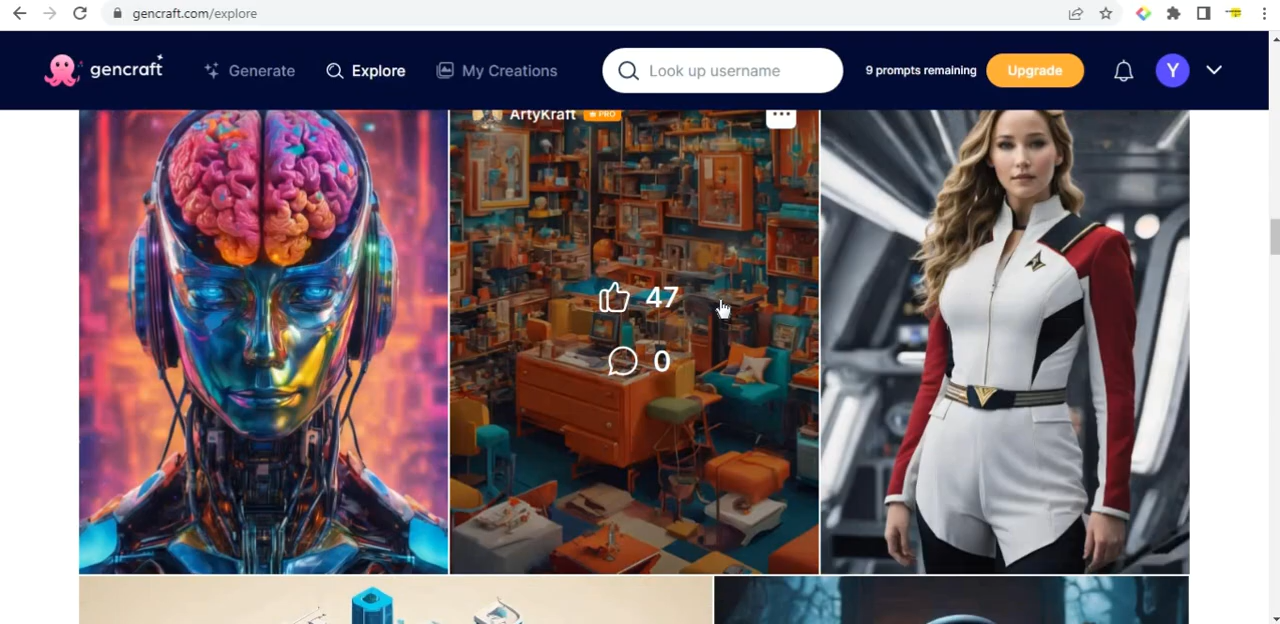 gencraft.com/explore
gencraft
Generate
Explore
My Creations
Look up username
9 prompts remaining
Upgrade
Y
ArtyKraft
PRO
47
0